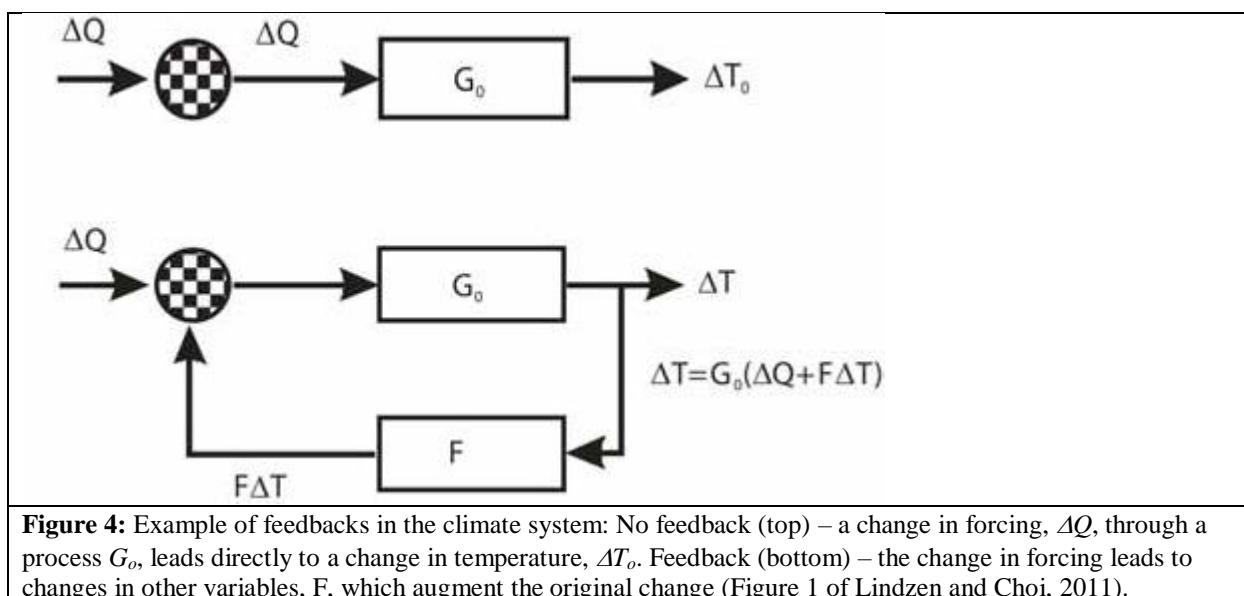 ΔQ ΔQ
G₀ ΔT₀
ΔQ
G₀ ΔT
ΔT=G₀(ΔQ+FΔT)
F
FΔT
Figure 4: Example of feedbacks in the climate system: No feedback (top) – a change in forcing, ΔQ, through a
process Gₒ, leads directly to a change in temperature, ΔTₒ. Feedback (bottom) – the change in forcing leads to
changes in other variables, F, which augment the original change (Figure 1 of Lindzen and Choi, 2011).